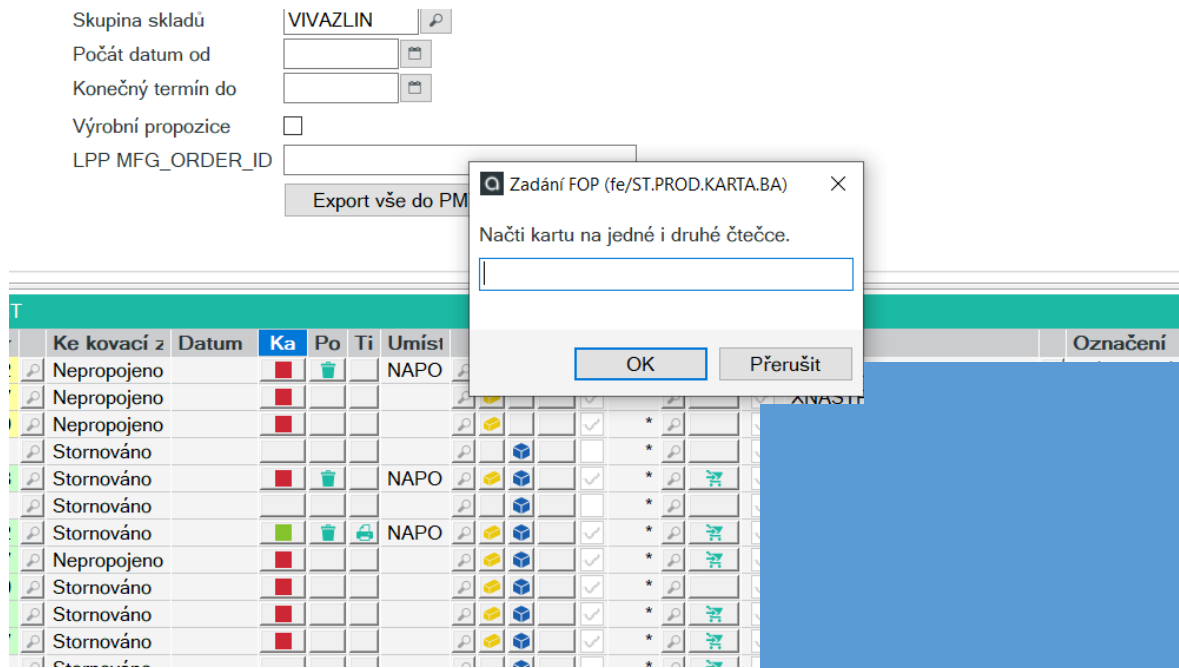 Skupina skladů VIVAZLIN
Počát datum od
Konečný termín do
Výrobní propozice
LPP MFG_ORDER_ID
Export vše do PM
Zadání FOP (fe/ST.PROD.KARTA.BA)
Načti kartu na jedné i druhé čtečce.
OK Přerušit
T
Ke kovací z Datum Ka Po Ti Umíst Označení
Nepropojeno NAPO
Nepropojeno
Nepropojeno *
Stornováno *
Stornováno NAPO *
Stornováno *
Stornováno NAPO *
Nepropojeno *
Stornováno *
Stornováno *
Stornováno *